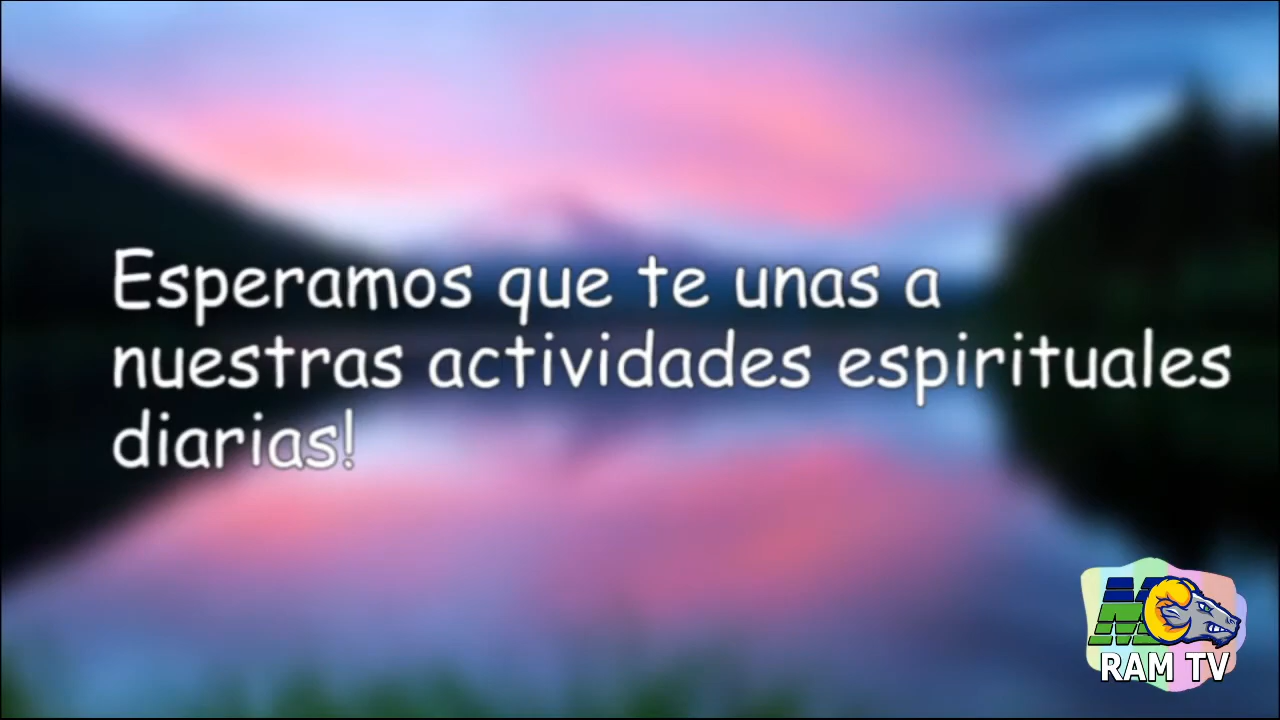 Esperamos que te unas a
nuestras actividades espirituales
diarias!
MC
RAM TV